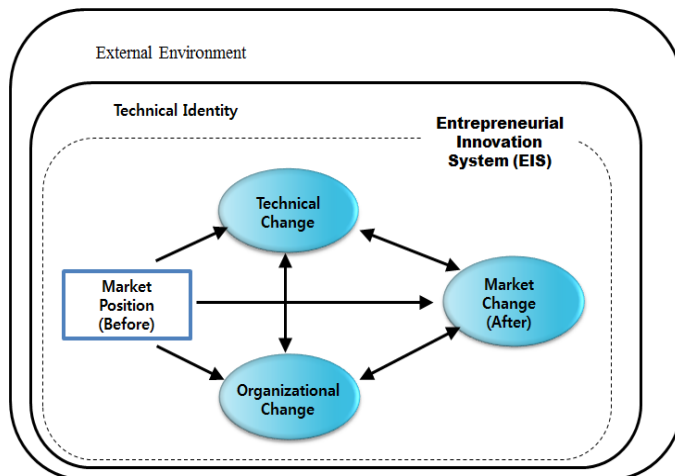 External Environment
Technical Identity
Entrepreneurial
Innovation
System (EIS)
Technical
Change
Market
Position
(Before)
Market
Change
(After)
Organizational
Change